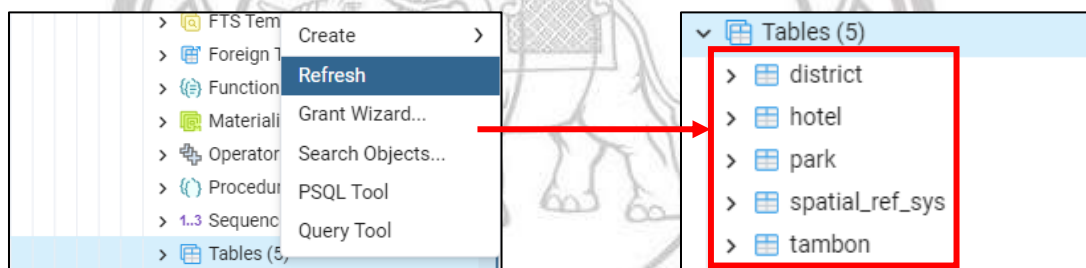 FTS Tem
Foreign T
Function
Materiali
Operator
Procedur
1..3 Sequenc
Tables (5)
Create
Refresh
Grant Wizard...
Search Objects...
PSQL Tool
Query Tool
Tables (5)
district
hotel
park
spatial_ref_sys
tambon